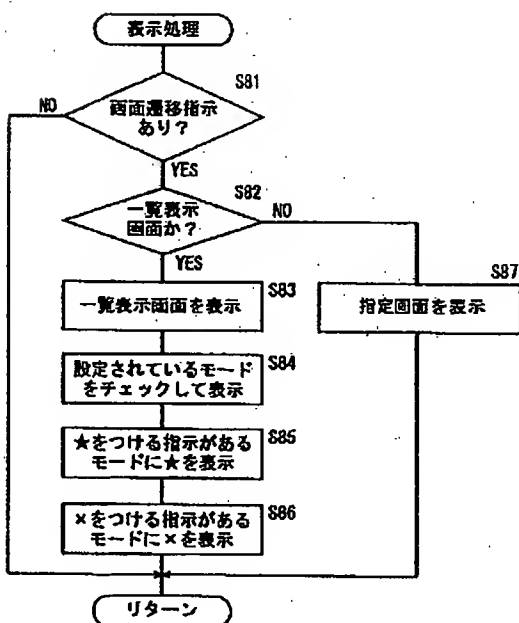 表示処理
S81
画面遷移指示
あり?
NO
YES
S82
一覧表示
画面か?
NO
YES
S83
一覧表示画面を表示
S87
指定画面を表示
S84
設定されているモード
をチェックして表示
S85
★をつける指示がある
モードに★を表示
S86
×をつける指示がある
モードに×を表示
リターン